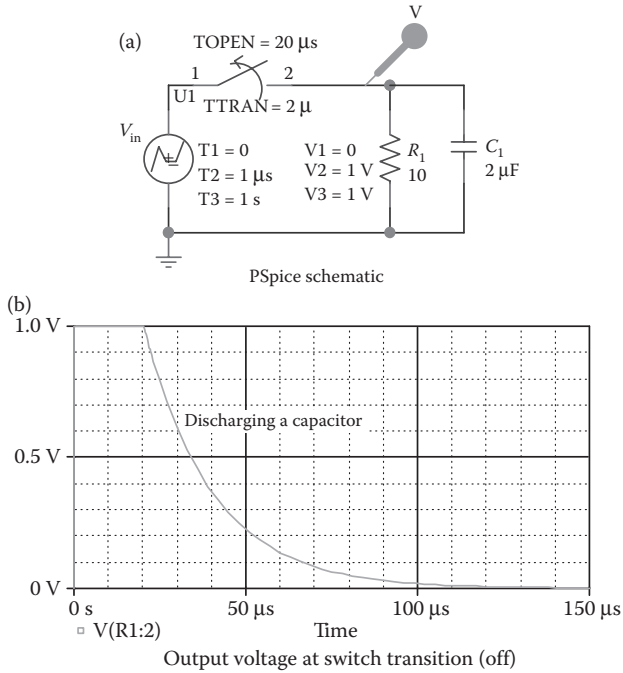 (a)
V
TOPEN = 20 µs
1 2
U1
TTRAN = 2 µ
Vin
T1 = 0
T2 = 1 µs
T3 = 1 s
V1 = 0
V2 = 1 V
V3 = 1 V
R1
10
C1
2 µF
PSpice schematic
(b)
1.0 V
Discharging a capacitor
0.5 V
0 V
0 s 50 µs 100 µs 150 µs
V(R1:2) Time
Output voltage at switch transition (off)